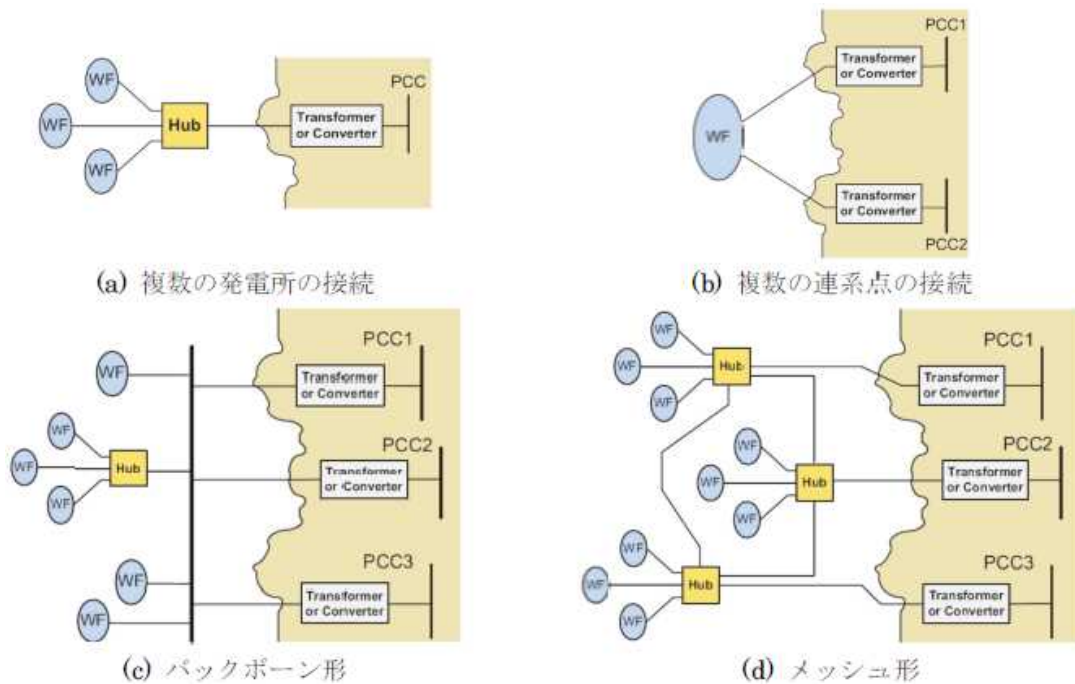 WF
WF
WF
Hub
Transformer
or Converter
PCC
(a) 複数の発電所の接続
WF
Transformer
or Converter
PCC1
Transformer
or Converter
PCC2
(b) 複数の連系点の接続
WF
WF
WF
WF
Hub
WF
WF
PCC1
Transformer
or Converter
PCC2
Transformer
or Converter
PCC3
Transformer
or Converter
(c) バックボーン形
WF
WF
WF
Hub
WF
WF
WF
Hub
WF
WF
WF
Hub
PCC1
Transformer
or Converter
PCC2
Transformer
or Converter
PCC3
Transformer
or Converter
(d) メッシュ形